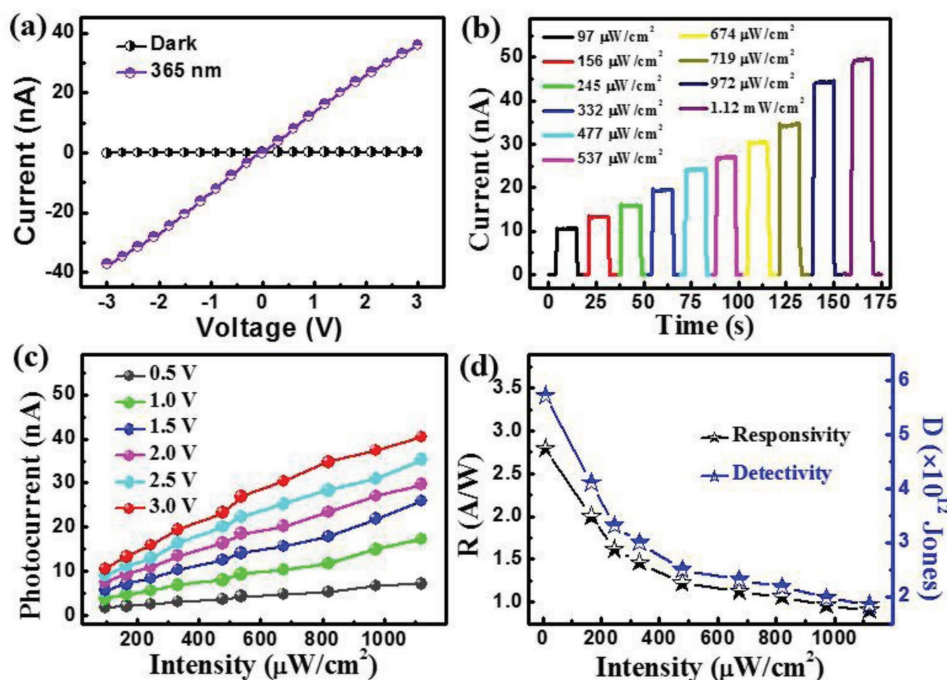 (a)
Dark
365 nm
40
20
0
-20
-40
Current (nA)
-3
-2
-1
0
1
2
3
Voltage (V)
(b)
97 μW/cm²
156 μW/cm²
245 μW/cm²
332 μW/cm²
477 μW/cm²
537 μW/cm²
674 μW/cm²
719 μW/cm²
972 μW/cm²
1.12 mW/cm²
50
40
30
20
10
0
Current (nA)
0
25
50
75
100
125
150
175
Time (s)
(c)
0.5 V
1.0 V
1.5 V
2.0 V
2.5 V
3.0 V
50
40
30
20
10
0
Photocurrent (nA)
200
400
600
800
1000
Intensity (μW/cm²)
(d)
Responsivity
Detectivity
3.5
3.0
2.5
2.0
1.5
1.0
R (A/W)
6
5
4
3
2
D (×10¹² Jones)
0
200
400
600
800
1000
Intensity (μW/cm²)